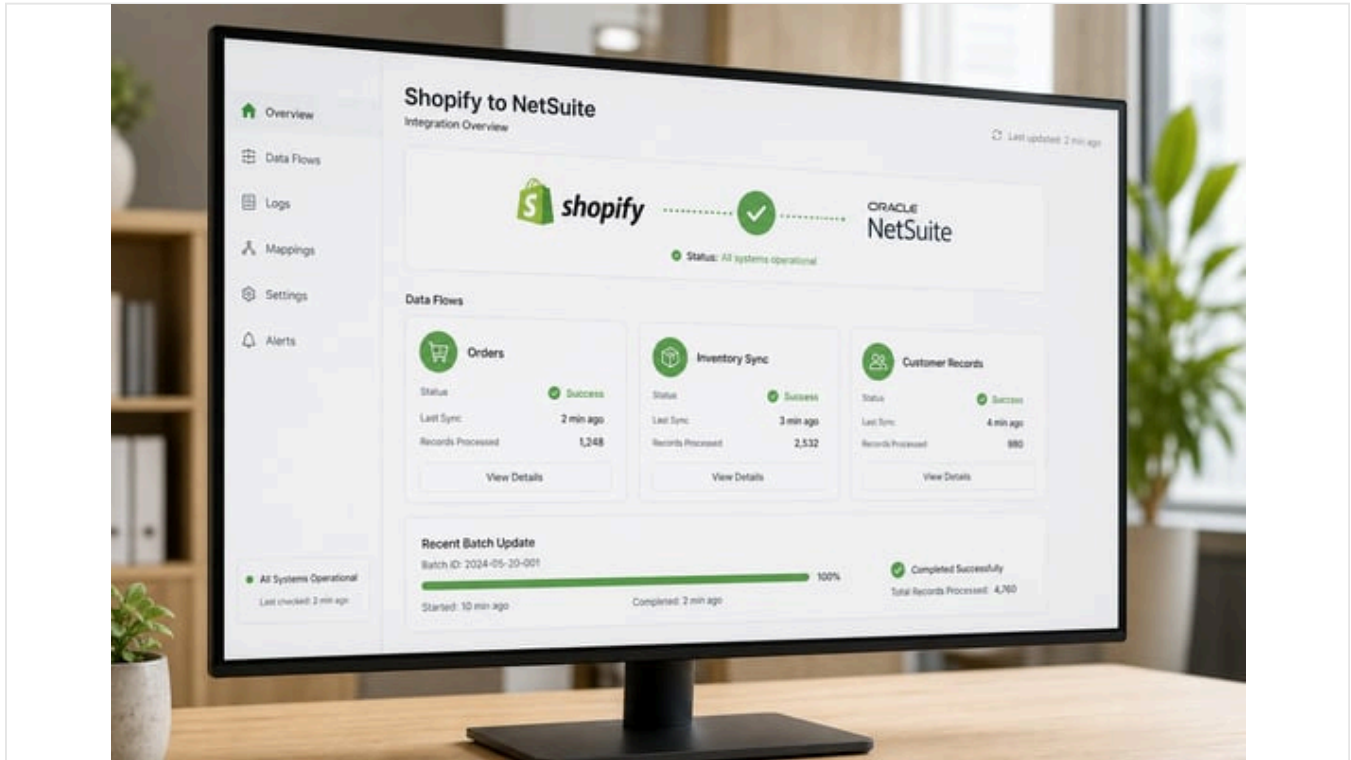 Overview
Data Flows
Logs
Mappings
Settings
Alerts
All Systems Operational
Last checked: 2 min ago
Shopify to NetSuite
Integration Overview
Last updated: 2 min ago
shopify
ORACLE
NetSuite
Status: All systems operational
Data Flows
Orders
Status Success
Last Sync 2 min ago
Records Processed 1,248
View Details
Inventory Sync
Status Success
Last Sync 3 min ago
Records Processed 2,532
View Details
Customer Records
Status Success
Last Sync 4 min ago
Records Processed 980
View Details
Recent Batch Update
Batch ID: 2024-05-20-001
100%
Started: 10 min ago
Completed: 2 min ago
Completed Successfully
Total Records Processed: 4,760